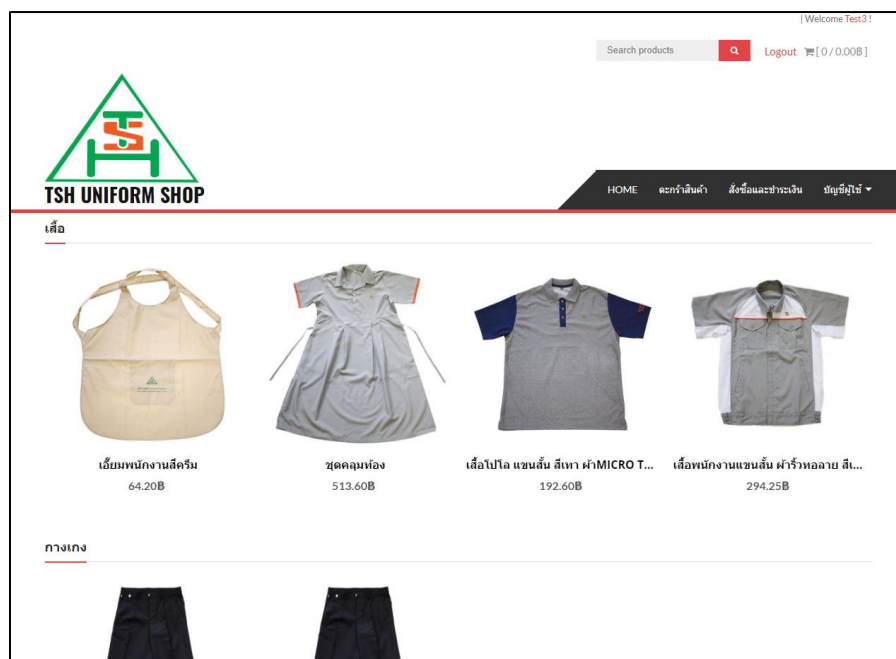 | Welcome Test3 !
Search products
Logout [ 0 / 0.00฿ ]
TSH
TSH UNIFORM SHOP
HOME ตะกร้าสินค้า สั่งซื้อและชำระเงิน บัญชีผู้ใช้
เสื้อ
เอี๊ยมพนักงานสีครีม
64.20฿
ชุดคลุมท้อง
513.60฿
เสื้อโปโล แขนสั้น สีเทา ผ้าMICRO T...
192.60฿
เสื้อพนักงานแขนสั้น ผ้าริ้วทอลาย สีเ...
294.25฿
กางเกง